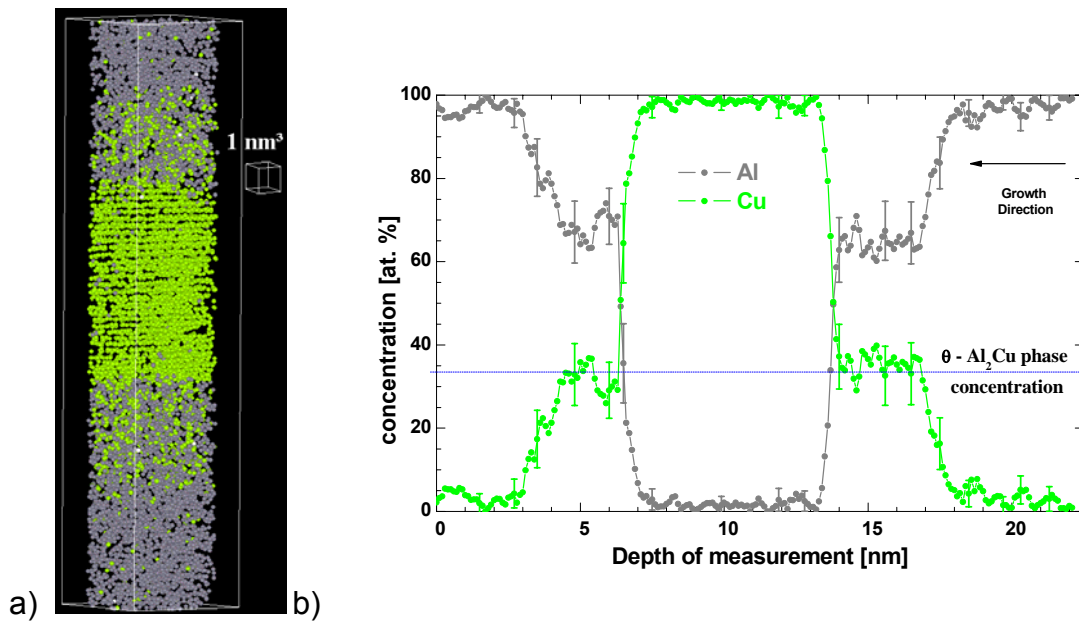 1 nm³
a)
b)
concentration [at. %]
100
80
60
40
20
0
Al
Cu
Growth
Direction
θ - Al₂Cu phase
concentration
0
5
10
15
20
Depth of measurement [nm]